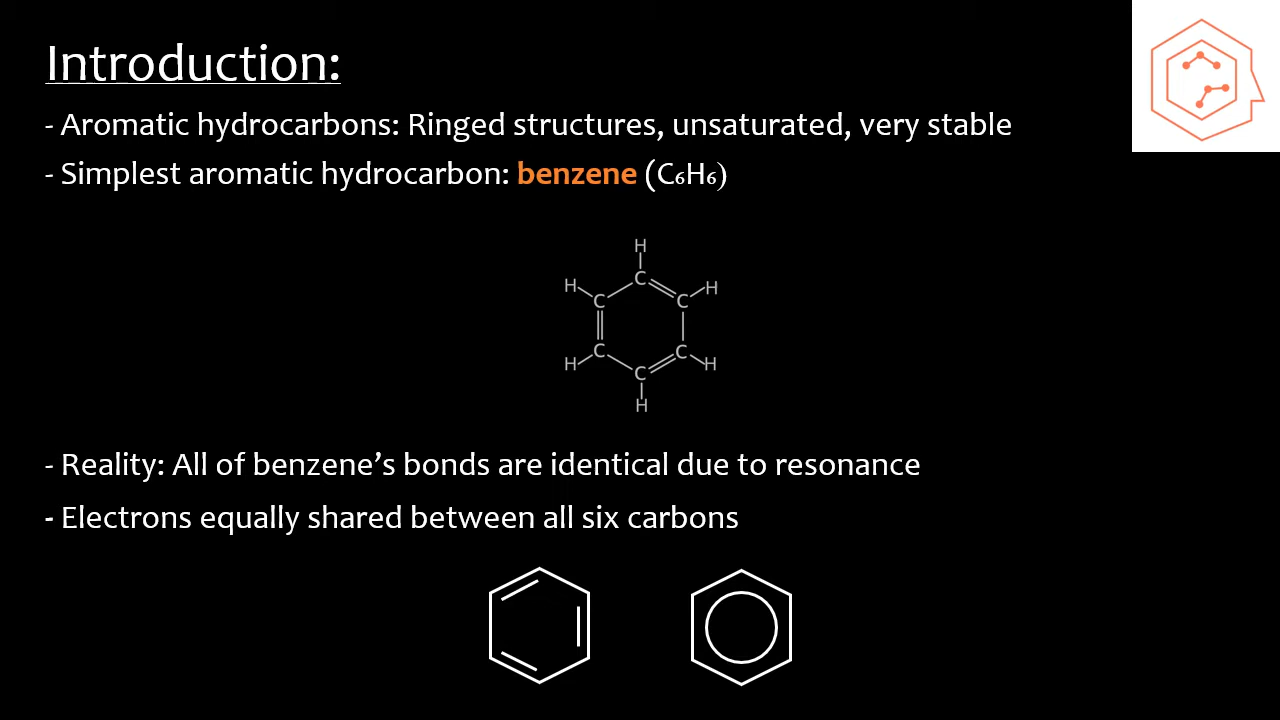 Introduction:
- Aromatic hydrocarbons: Ringed structures, unsaturated, very stable
- Simplest aromatic hydrocarbon: benzene (C₆H₆)
H
H C C H
C
H C C H
C
H
- Reality: All of benzene’s bonds are identical due to resonance
- Electrons equally shared between all six carbons